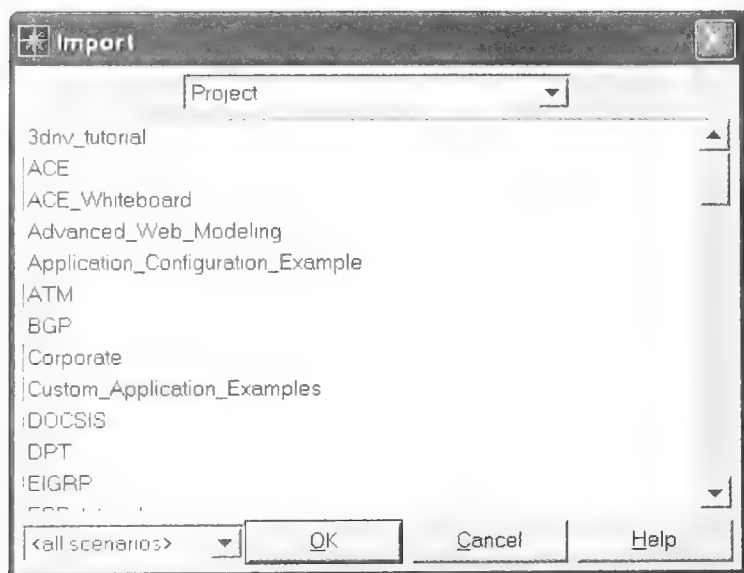 Import
Project
3dnv_tutorial
ACE
ACE_Whiteboard
Advanced_Web_Modeling
Application_Configuration_Example
ATM
BGP
Corporate
Custom_Application_Examples
DOCSIS
DPT
EIGRP
<all scenarios> OK Cancel Help